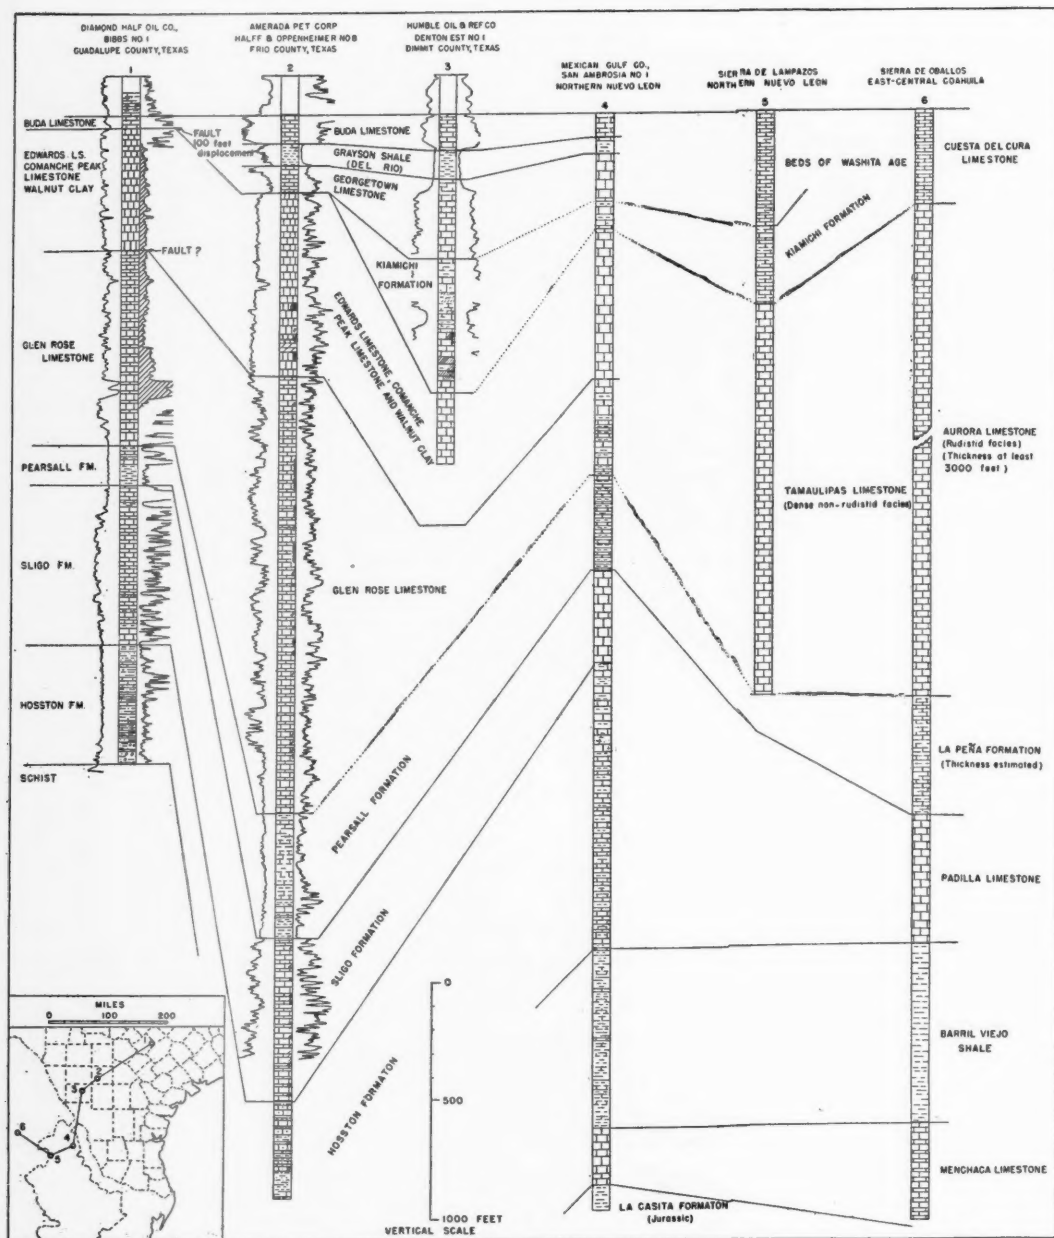 DIAMOND HALF OIL CO.,
BIBBS NO 1
GUADALUPE COUNTY, TEXAS
1
AMERADA PET CORP
HALFF & OPPENHEIMER NO 8
FRIO COUNTY, TEXAS
2
HUMBLE OIL & REF CO
DENTON EST NO 1
DIMMIT COUNTY, TEXAS
3
MEXICAN GULF CO.,
SAN AMBROSIA NO 1
NORTHERN NUEVO LEON
4
SIERRA DE LAMPAZOS
NORTHERN NUEVO LEON
5
SIERRA DE OBALLOS
EAST-CENTRAL COAHUILA
6
BUDA LIMESTONE
EDWARDS LS.
COMANCHE PEAK
LIMESTONE
WALNUT CLAY
GLEN ROSE
LIMESTONE
PEARSALL FM.
SLIGO FM.
HOSSTON FM.
SCHIST
FAULT
100 feet
displacement
FAULT ?
BUDA LIMESTONE
GRAYSON SHALE
(DEL RIO)
GEORGETOWN
LIMESTONE
KIAMICHI
FORMATION
EDWARDS LIMESTONE, COMANCHE
PEAK LIMESTONE AND WALNUT CLAY
GLEN ROSE LIMESTONE
PEARSALL FORMATION
SLIGO FORMATION
HOSSTON FORMATON
BEDS OF WASHITA AGE
KIAMICHI FORMATION
TAMAULIPAS LIMESTONE
(Dense non-rudistid facies)
CUESTA DEL CURA
LIMESTONE
AURORA LIMESTONE
(Rudistid facies)
(Thickness at least
3000 feet)
LA PEÑA FORMATION
(Thickness estimated)
PADILLA LIMESTONE
BARRIL VIEJO
SHALE
MENCHACA LIMESTONE
LA CASITA FORMATON
(Jurassic)
0
500
1000 FEET
VERTICAL SCALE
MILES
0 100 200
1
2
3
4
5
6